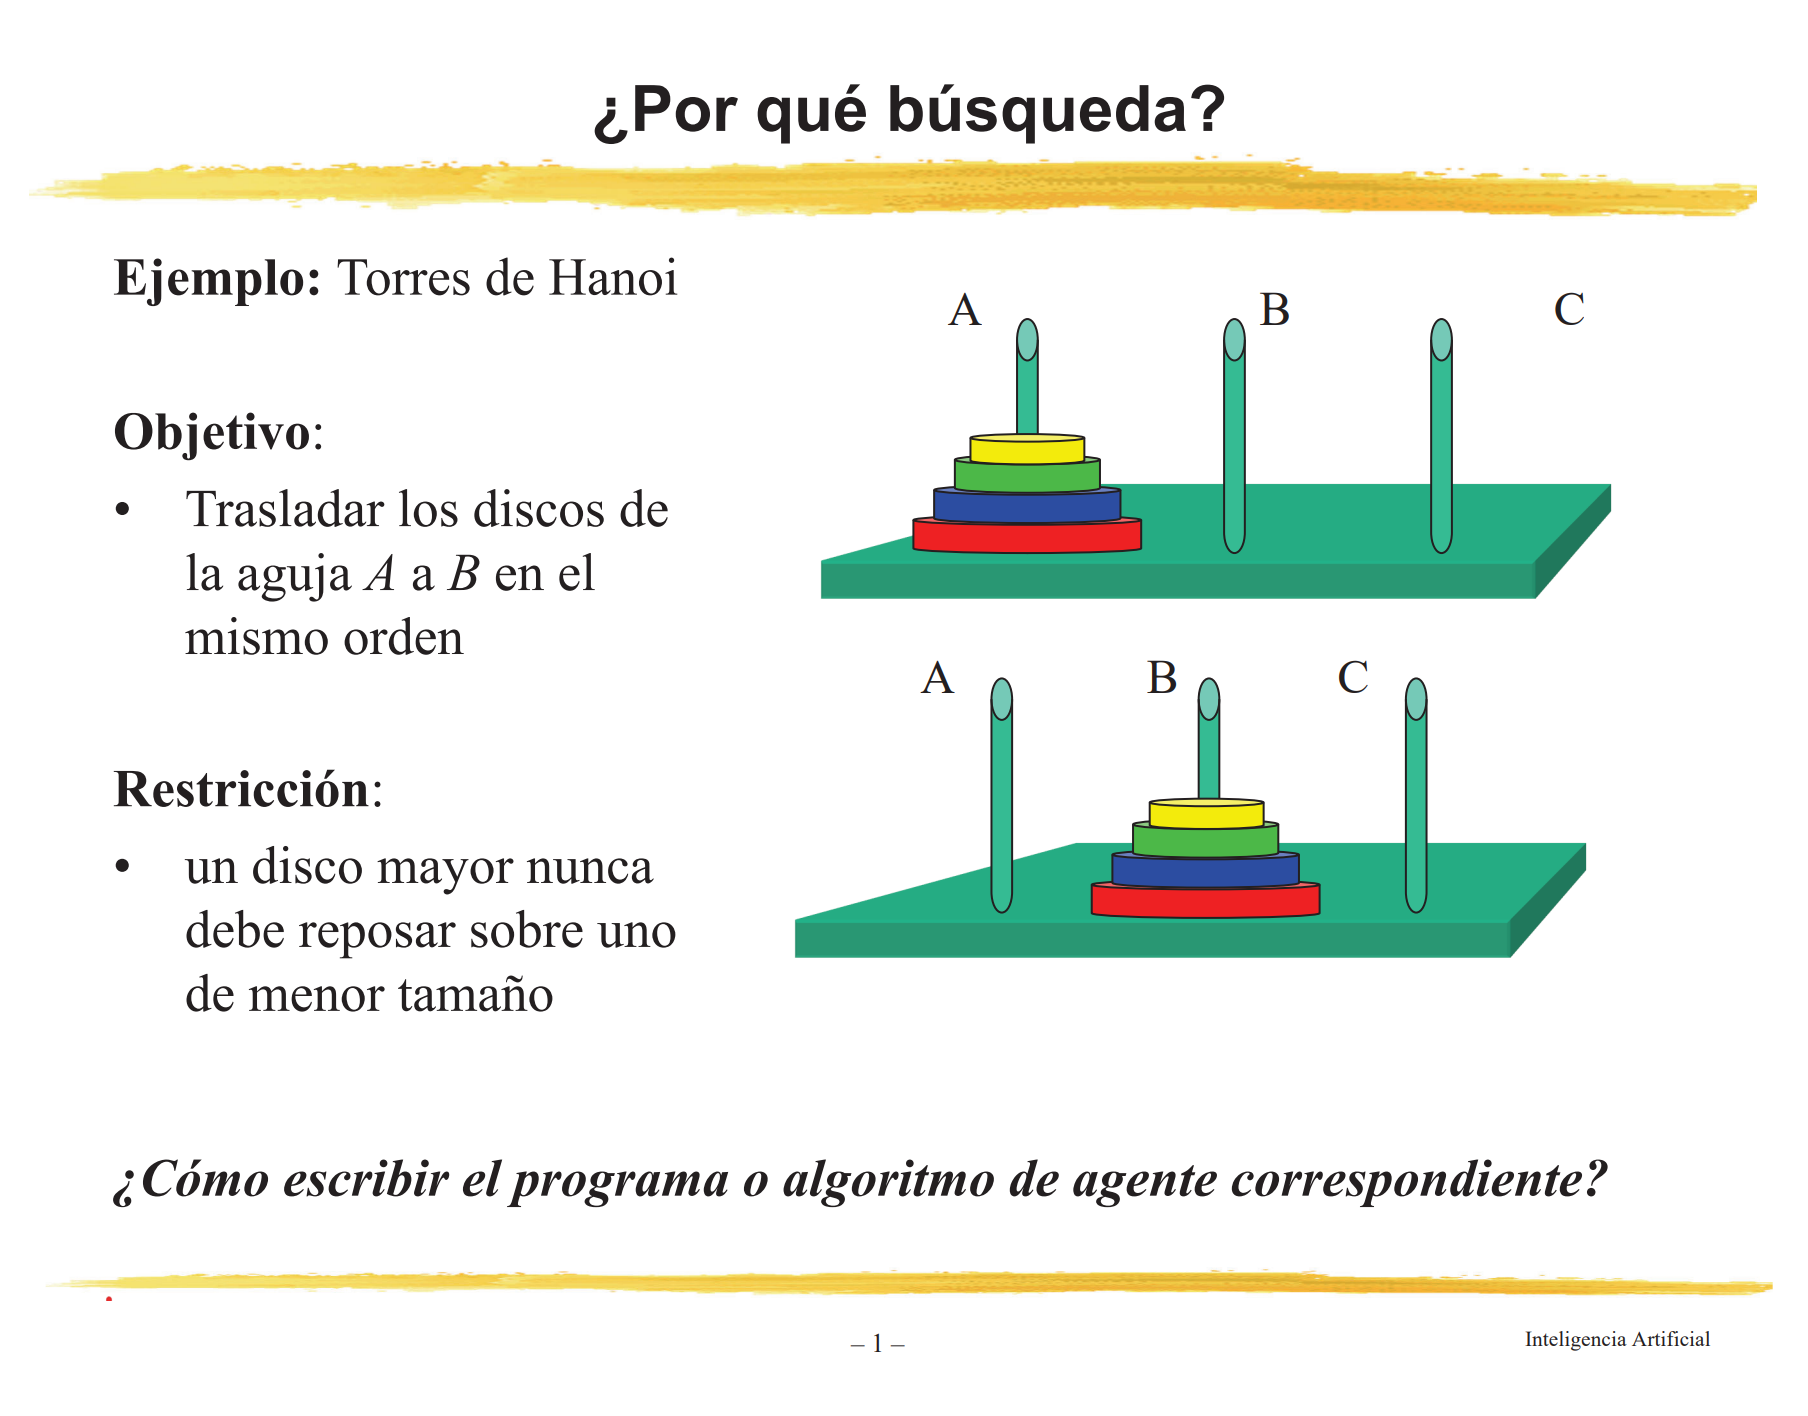 ¿Por qué búsqueda?
Ejemplo: Torres de Hanoi
A B C
Objetivo:
• Trasladar los discos de
la aguja A a B en el
mismo orden
A B C
Restricción:
• un disco mayor nunca
debe reposar sobre uno
de menor tamaño
¿Cómo escribir el programa o algoritmo de agente correspondiente?
– 1 –
Inteligencia Artificial